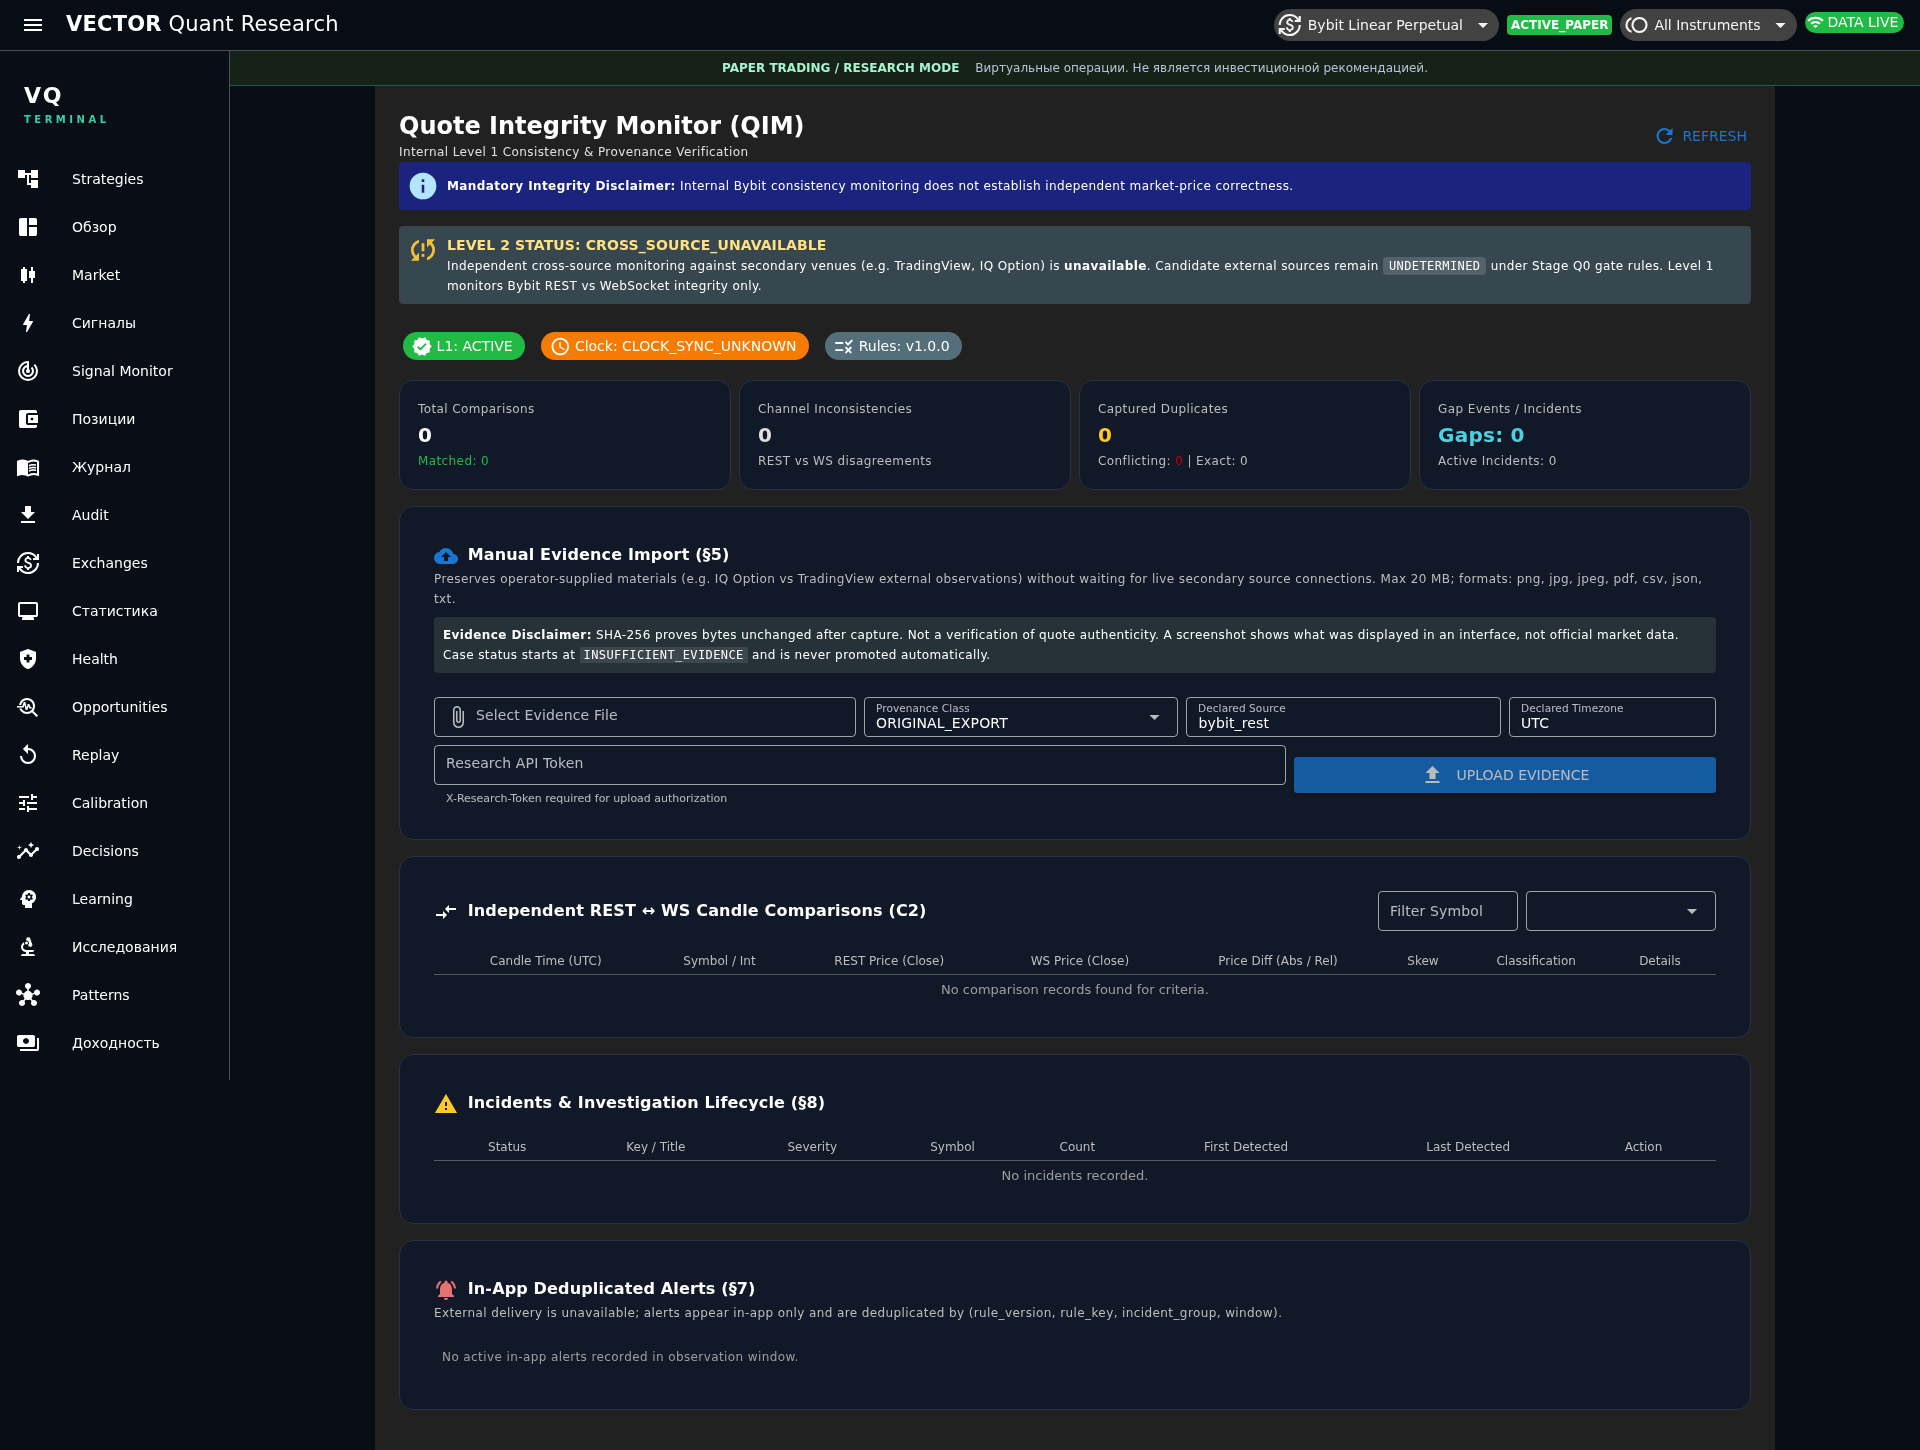 VECTOR Quant Research
Bybit Linear Perpetual
ACTIVE_PAPER
All Instruments
DATA LIVE
PAPER TRADING / RESEARCH MODE Виртуальные операции. Не является инвестиционной рекомендацией.
VQ
TERMINAL
Strategies
Обзор
Market
Сигналы
Signal Monitor
Позиции
Журнал
Audit
Exchanges
Статистика
Health
Opportunities
Replay
Calibration
Decisions
Learning
Исследования
Patterns
Доходность
Quote Integrity Monitor (QIM)
Internal Level 1 Consistency & Provenance Verification
REFRESH
Mandatory Integrity Disclaimer: Internal Bybit consistency monitoring does not establish independent market-price correctness.
LEVEL 2 STATUS: CROSS_SOURCE_UNAVAILABLE
Independent cross-source monitoring against secondary venues (e.g. TradingView, IQ Option) is unavailable. Candidate external sources remain UNDETERMINED under Stage Q0 gate rules. Level 1
monitors Bybit REST vs WebSocket integrity only.
L1: ACTIVE
Clock: CLOCK_SYNC_UNKNOWN
Rules: v1.0.0
Total Comparisons
0
Matched: 0
Channel Inconsistencies
0
REST vs WS disagreements
Captured Duplicates
0
Conflicting: 0 | Exact: 0
Gap Events / Incidents
Gaps: 0
Active Incidents: 0
Manual Evidence Import (§5)
Preserves operator-supplied materials (e.g. IQ Option vs TradingView external observations) without waiting for live secondary source connections. Max 20 MB; formats: png, jpg, jpeg, pdf, csv, json,
txt.
Evidence Disclaimer: SHA-256 proves bytes unchanged after capture. Not a verification of quote authenticity. A screenshot shows what was displayed in an interface, not official market data.
Case status starts at INSUFFICIENT_EVIDENCE and is never promoted automatically.
Select Evidence File
Provenance Class
ORIGINAL_EXPORT
Declared Source
bybit_rest
Declared Timezone
UTC
Research API Token
X-Research-Token required for upload authorization
UPLOAD EVIDENCE
Independent REST ↔ WS Candle Comparisons (C2)
Filter Symbol
Candle Time (UTC) Symbol / Int REST Price (Close) WS Price (Close) Price Diff (Abs / Rel) Skew Classification Details
No comparison records found for criteria.
Incidents & Investigation Lifecycle (§8)
Status Key / Title Severity Symbol Count First Detected Last Detected Action
No incidents recorded.
In-App Deduplicated Alerts (§7)
External delivery is unavailable; alerts appear in-app only and are deduplicated by (rule_version, rule_key, incident_group, window).
No active in-app alerts recorded in observation window.